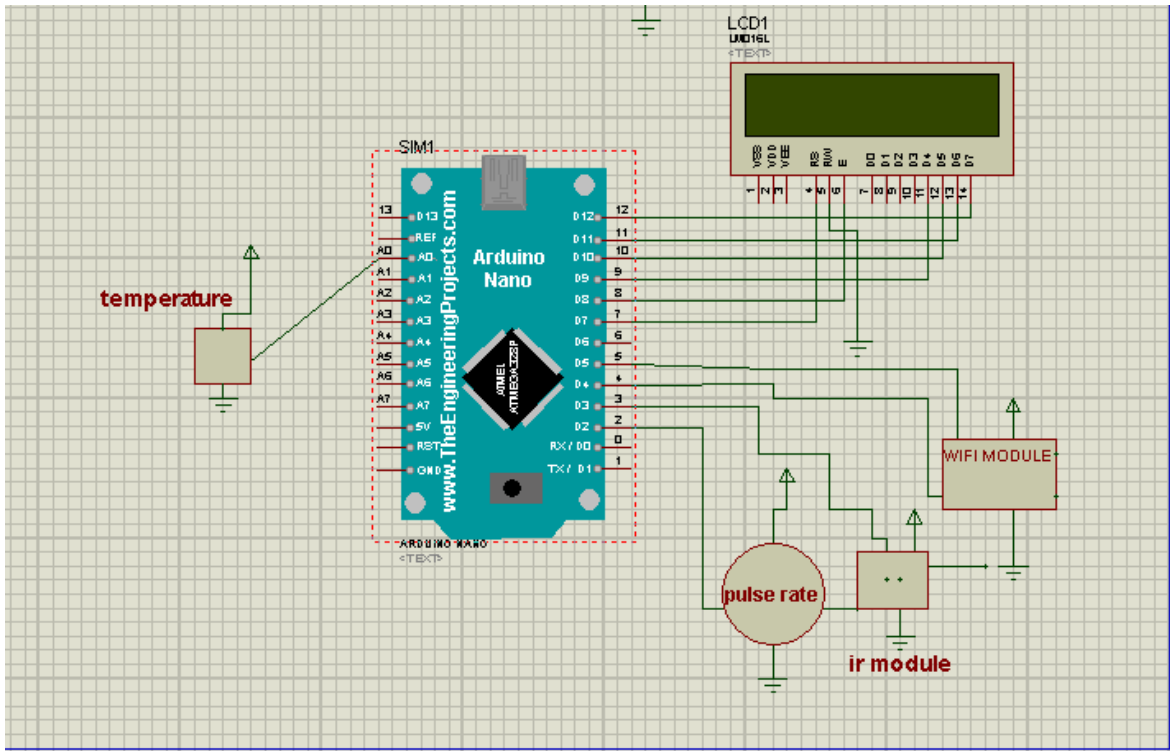 LCD1
LM016L
<TEXT>
VSS
VDD
VEE
RS
RW
E
D0
D1
D2
D3
D4
D5
D6
D7
1
2
3
4
5
6
7
8
9
10
11
12
13
14
SIM1
13
D13
REF
A0
A0
A1
A1
A2
A2
A3
A3
A4
A4
A5
A5
A6
A6
A7
A7
5V
RST
GND
www.TheEngineeringProjects.com
Arduino
Nano
ATMEL
ATMEGA328P
D12
12
D11
11
D10
10
D9
9
D8
8
D7
7
D6
6
D5
5
D4
4
D3
3
D2
2
RX / D0
0
TX / D1
1
ARDUINO NANO
<TEXT>
temperature
WIFI MODULE
pulse rate
ir module